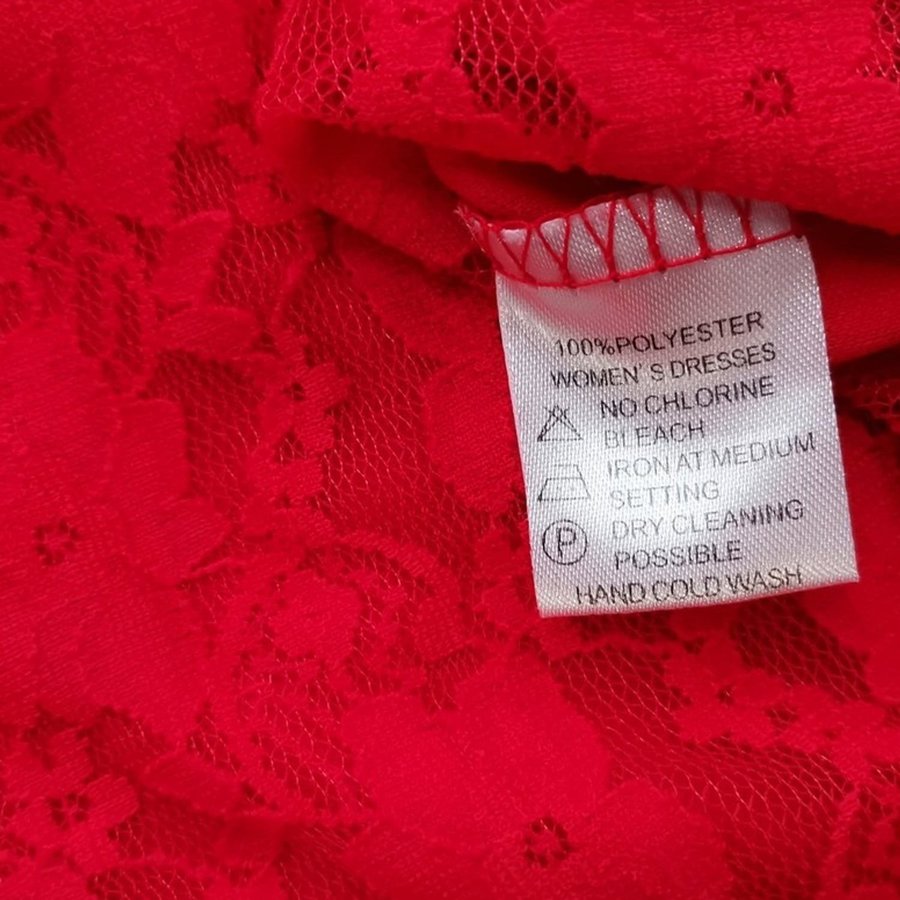 100%POLYESTER
WOMEN'S DRESSES
NO CHLORINE
BLEACH
IRON AT MEDIUM
SETTING
P DRY CLEANING
POSSIBLE
HAND COLD WASH